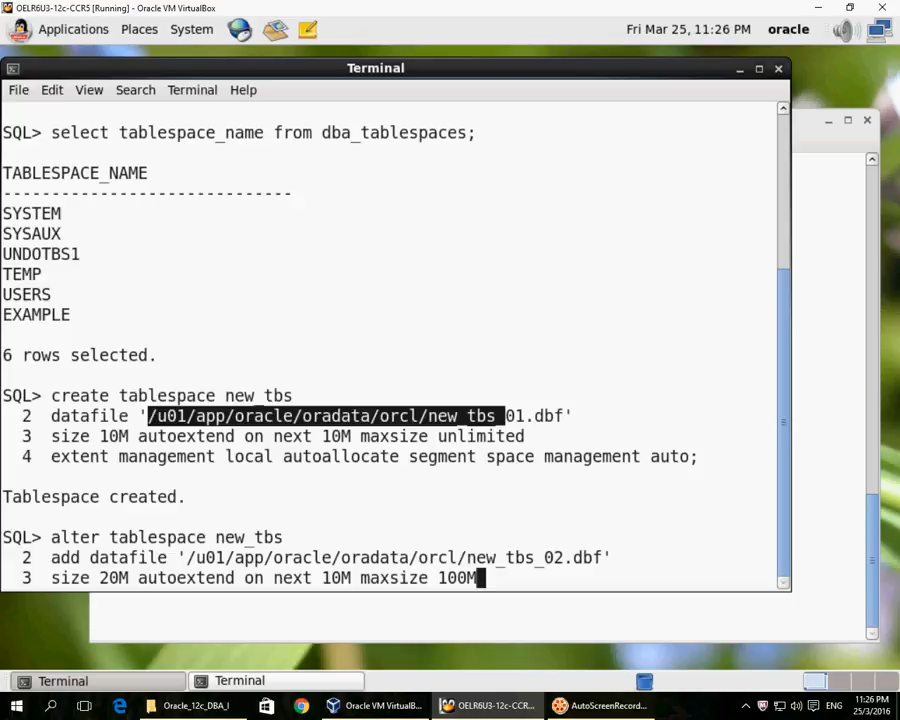 OELR6U3-12c-CCR5 [Running] - Oracle VM VirtualBox
Applications Places System Fri Mar 25, 11:26 PM oracle
Terminal
File Edit View Search Terminal Help
SQL> select tablespace_name from dba_tablespaces;
TABLESPACE_NAME
------------------------------
SYSTEM
SYSAUX
UNDOTBS1
TEMP
USERS
EXAMPLE
6 rows selected.
SQL> create tablespace new_tbs
2 datafile '/u01/app/oracle/oradata/orcl/new_tbs_01.dbf'
3 size 10M autoextend on next 10M maxsize unlimited
4 extent management local autoallocate segment space management auto;
Tablespace created.
SQL> alter tablespace new_tbs
2 add datafile '/u01/app/oracle/oradata/orcl/new_tbs_02.dbf'
3 size 20M autoextend on next 10M maxsize 100M
Terminal Terminal
Oracle_12c_DBA_I Oracle VM VirtualB... OELR6U3-12c-CCR... AutoScreenRecord... ENG 11:26 PM
25/3/2016